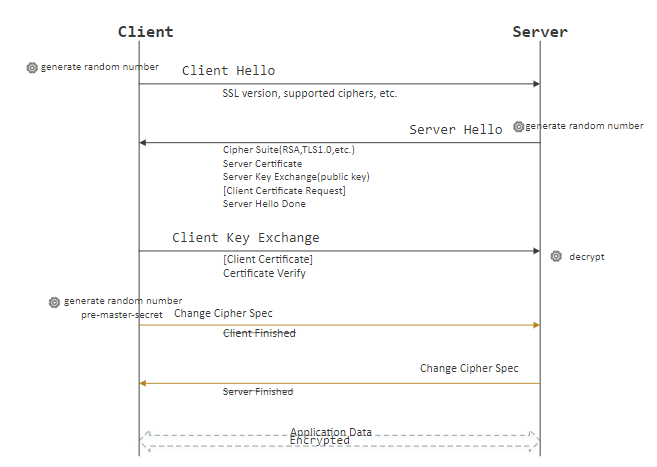 Client
Server
generate random number
Client Hello
SSL version, supported ciphers, etc.
Server Hello
generate random number
Cipher Suite(RSA,TLS1.0,etc.)
Server Certificate
Server Key Exchange(public key)
[Client Certificate Request]
Server Hello Done
Client Key Exchange
[Client Certificate]
Certificate Verify
decrypt
generate random number
pre-master-secret
Change Cipher Spec
Client Finished
Change Cipher Spec
Server Finished
Application Data
Encrypted